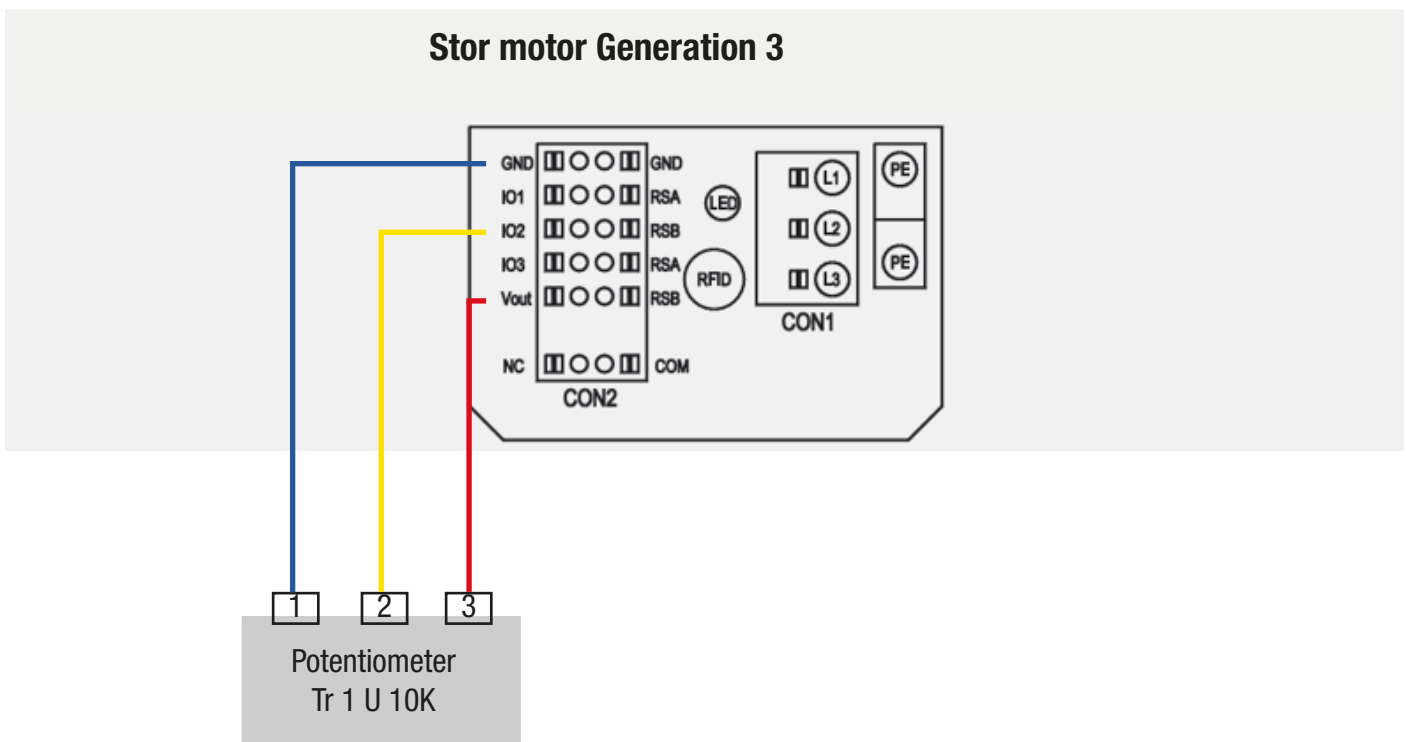 Stor motor Generation 3
GND GND
IO1 RSA
IO2 RSB
IO3 RSA
Vout RSB
NC COM
CON2
LED
RFID
L1
L2
L3
CON1
PE
PE
1 2 3
Potentiometer
Tr 1 U 10K